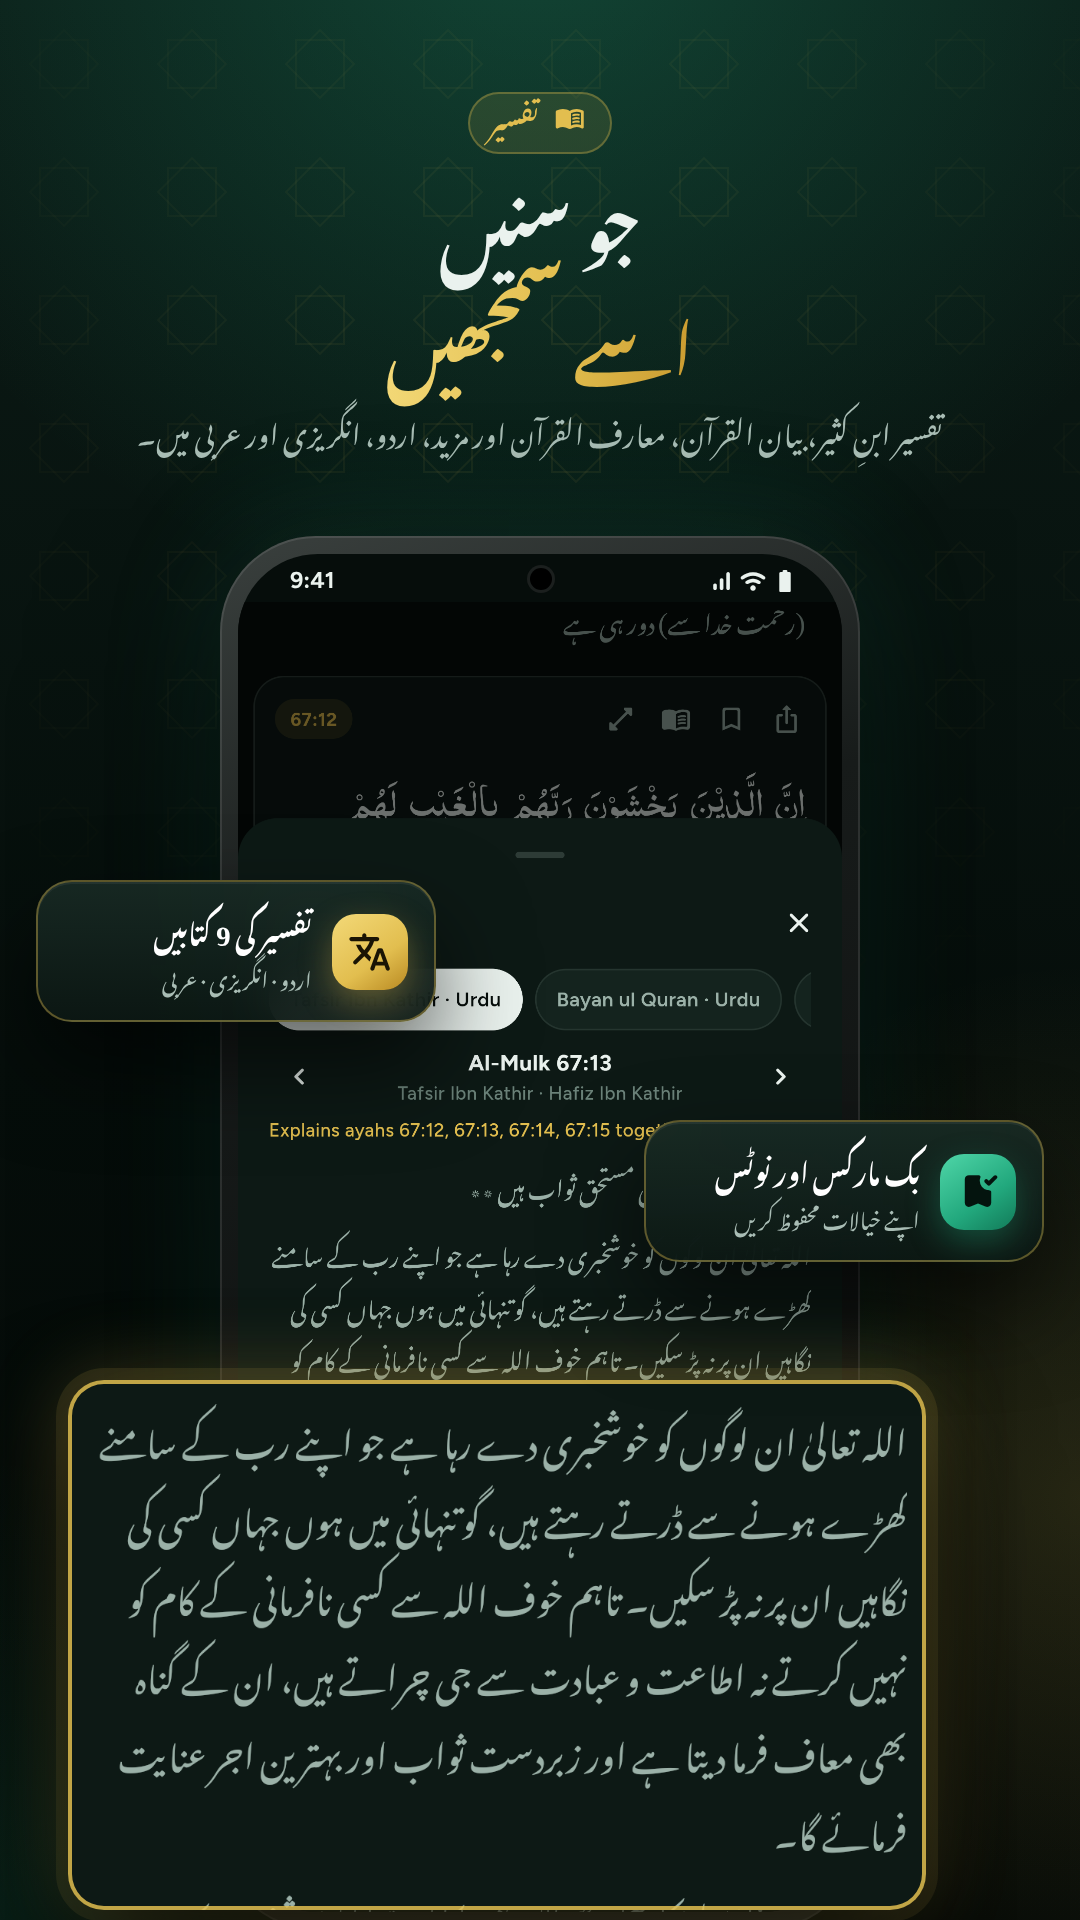 تفسیر
جو سنیں
اسے سمجھیں
تفسیر ابنِ کثیر، بیان القرآن، معارف القرآن اور مزید، اردو، انگریزی اور عربی میں۔
9:41
(رحمت خدا سے) دور ہی ہے
67:12
اِنَّ الَّذِيْنَ يَخْشَوْنَ رَبَّهُمْ بِالْغَيْبِ لَهُمْ
تفسیر کی 9 کتابیں
اردو · انگریزی · عربی
· Urdu
Bayan ul Quran · Urdu
Al-Mulk 67:13
Tafsir Ibn Kathir · Hafiz Ibn Kathir
Explains ayahs 67:12, 67:13, 67:14, 67:15
بک مارکس اور نوٹس
اپنے خیالات محفوظ کریں
مستحق ثواب ہیں **
اللہ تعالیٰ ان لوگوں کو خوشخبری دے رہا ہے جو اپنے رب کے سامنے
کھڑے ہونے سے ڈرتے رہتے ہیں، گو تنہائی میں ہوں جہاں کسی کی
نگاہیں ان پر نہ پڑ سکیں۔ تاہم خوف اللہ سے کسی نافرمانی کے کام کو
اللہ تعالیٰ ان لوگوں کو خوشخبری دے رہا ہے جو اپنے رب کے سامنے
کھڑے ہونے سے ڈرتے رہتے ہیں، گو تنہائی میں ہوں جہاں کسی کی
نگاہیں ان پر نہ پڑ سکیں۔ تاہم خوف اللہ سے کسی نافرمانی کے کام کو
نہیں کرتے نہ اطاعت و عبادت سے جی چراتے ہیں، ان کے گناہ
بھی معاف فرما دیتا ہے اور زبردست ثواب اور بہترین اجر عنایت
فرمائے گا۔